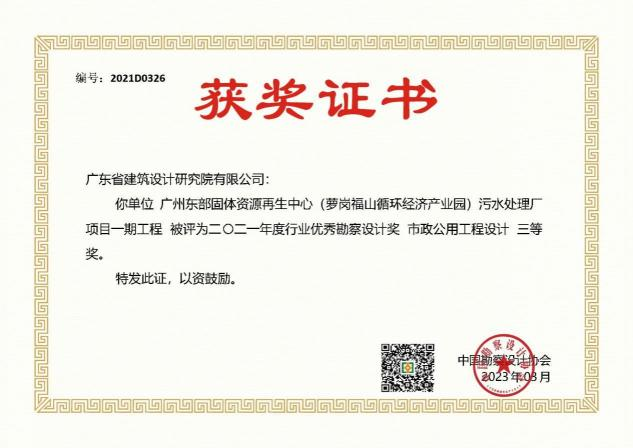 编号：2021D0326
获奖证书
广东省建筑设计研究院有限公司：
你单位 广州东部固体资源再生中心（萝岗福山循环经济产业园）污水处理厂
项目一期工程 被评为二〇二一年度行业优秀勘察设计奖 市政公用工程设计 三等
奖。
特发此证，以资鼓励。
中国勘察设计协会
2023年03月